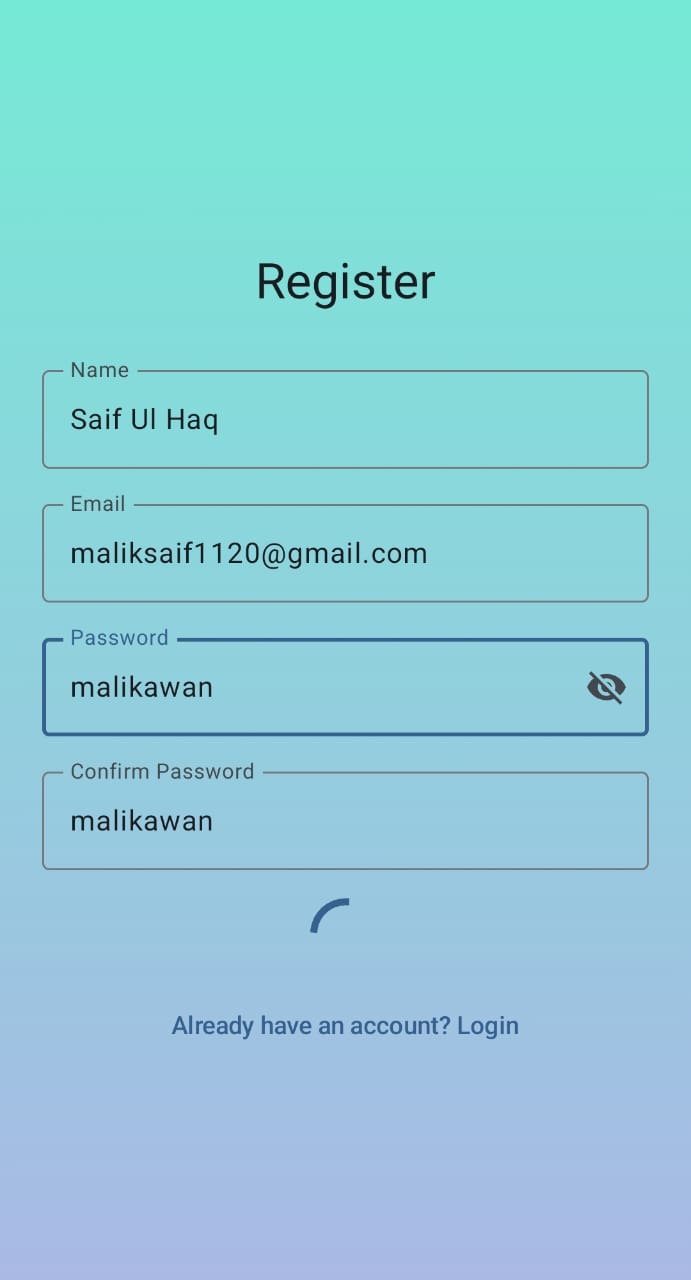 Register
Name
Saif Ul Haq
Email
maliksaif1120@gmail.com
Password
malikawan
Confirm Password
malikawan
Already have an account? Login